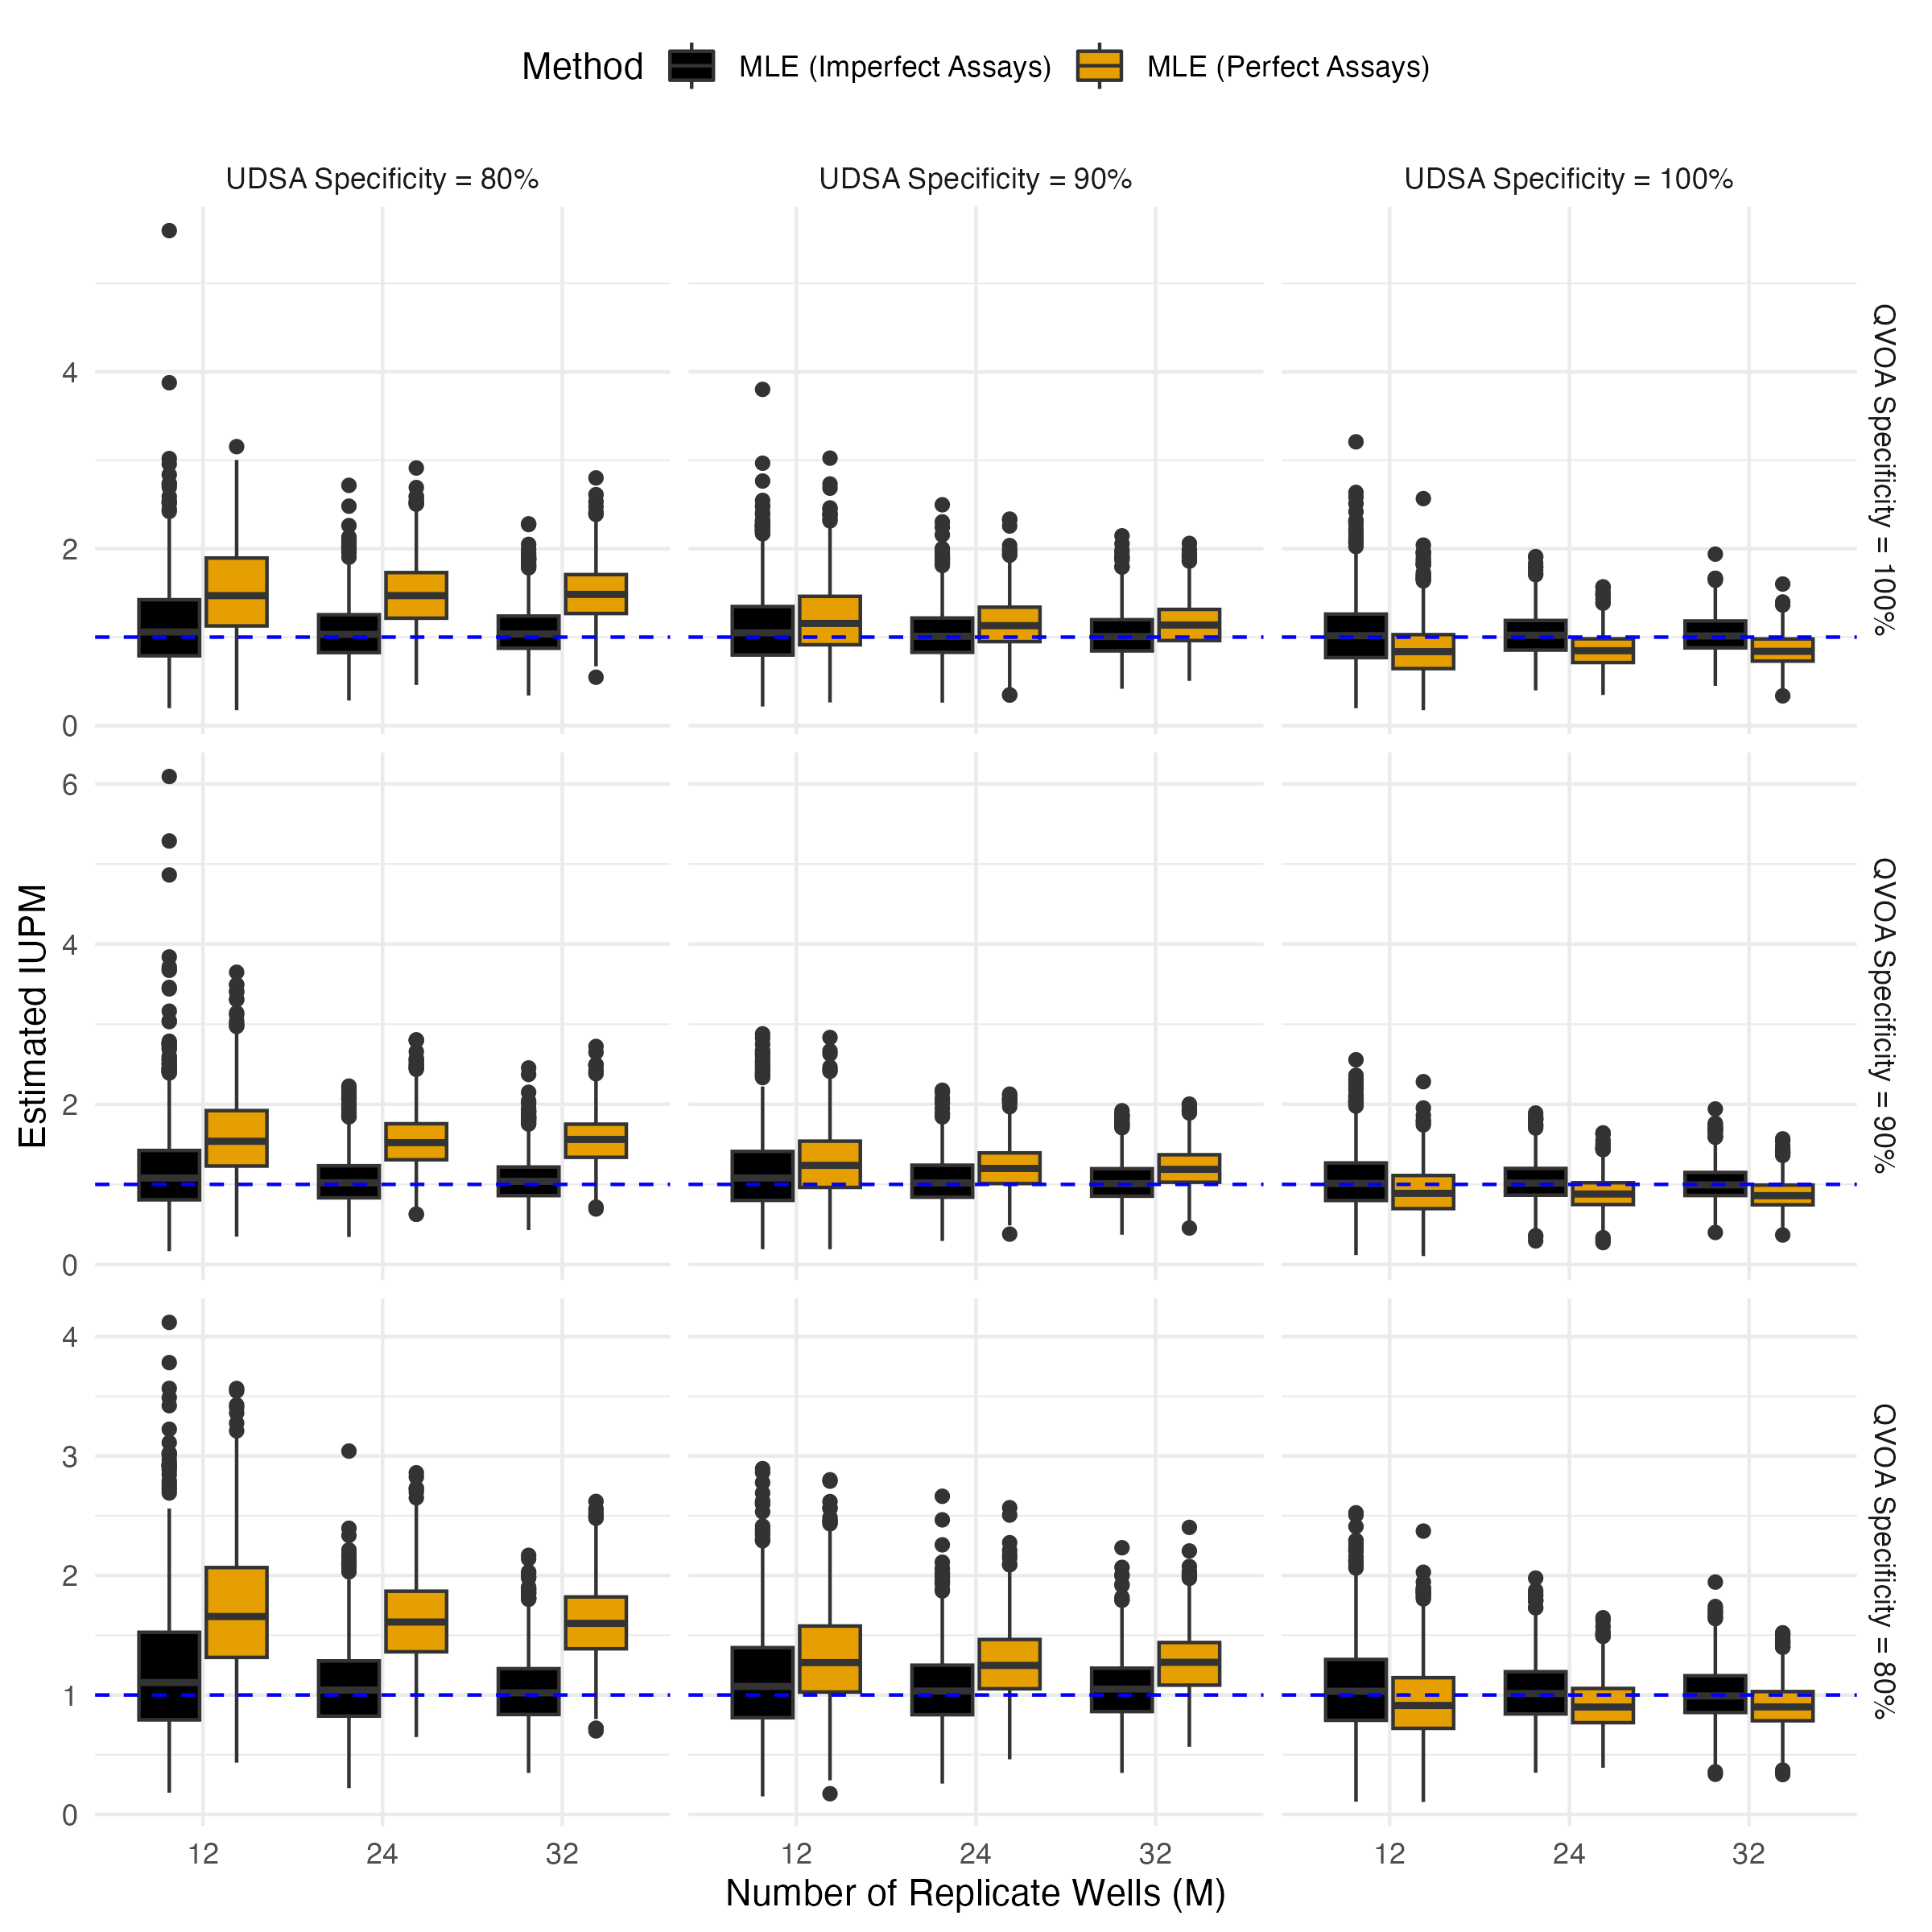 Method MLE (Imperfect Assays) MLE (Perfect Assays)
UDSA Specificity = 80% UDSA Specificity = 90% UDSA Specificity = 100%
QVOA Specificity = 100%
4
2
0
Estimated IUPM
QVOA Specificity = 90%
6
4
2
0
QVOA Specificity = 80%
4
3
2
1
0
12 24 32 12 24 32 12 24 32
Number of Replicate Wells (M)